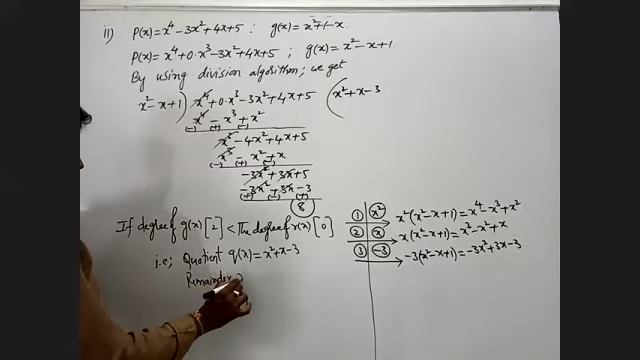 ii) P(x)=x⁴-3x²+4x+5 ; g(x)=x²+1-x
P(x)=x⁴+0·x³-3x²+4x+5 ; g(x)=x²-x+1
By using division algorithm; we get
x²-x+1) x⁴+0·x³-3x²+4x+5 (x²+x-3
x⁴-x³+x²
(-) (+) (-)
x³-4x²+4x+5
x³-x²+x
(-) (+) (-)
-3x²+3x+5
-3x²+3x-3
(+) (-) (+)
8
If degree of g(x) [2] < The degree of r(x) [0]
i.e; Quotient q(x)=x²+x-3
Remainder
1 x² x²(x²-x+1)=x⁴-x³+x²
2 x x(x²-x+1)=x³-x²+x
3 -3 -3(x²-x+1)=-3x²+3x-3